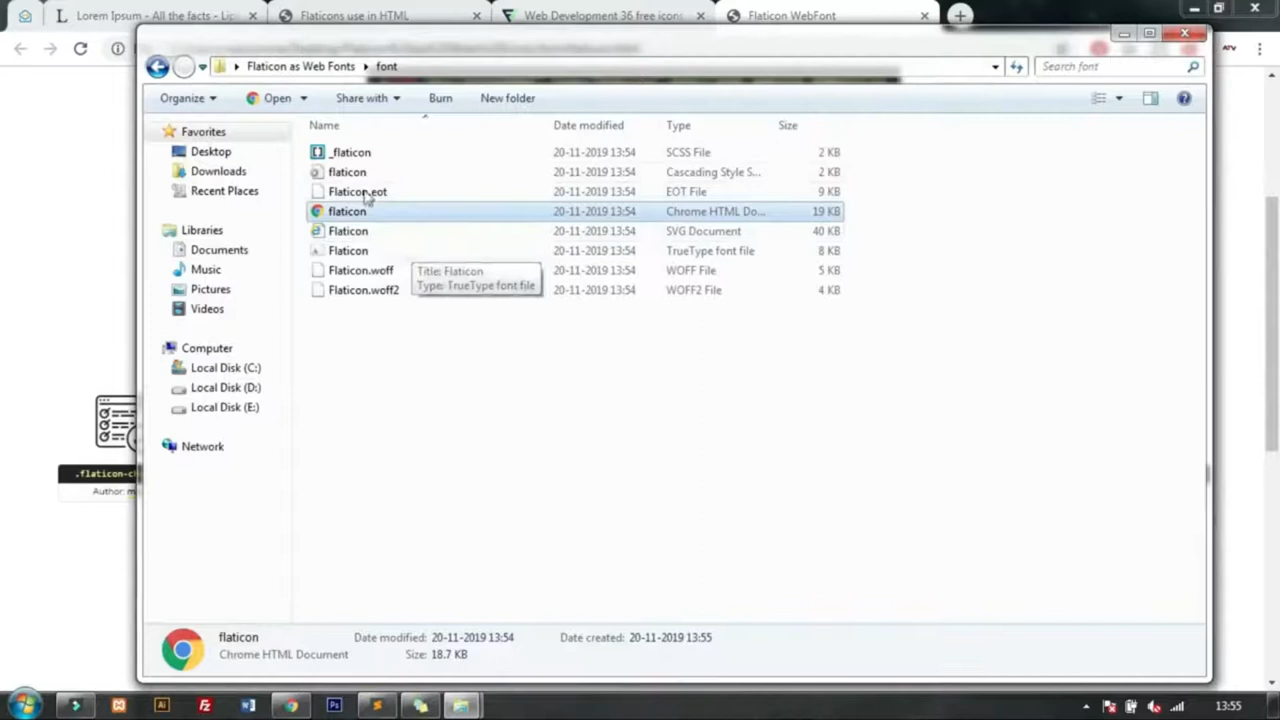 Lorem Ipsum - All the facts - Lip
Flaticons use in HTML
Web Development 36 free icons
Flaticon WebFont
Flaticon as Web Fonts
font
Search font
Organize
Open
Share with
Burn
New folder
Name
Date modified
Type
Size
Favorites
Desktop
Downloads
Recent Places
Libraries
Documents
Music
Pictures
Videos
Computer
Local Disk (C:)
Local Disk (D:)
Local Disk (E:)
Network
_flaticon 20-11-2019 13:54 SCSS File 2 KB
flaticon 20-11-2019 13:54 Cascading Style S... 2 KB
Flaticon.eot 20-11-2019 13:54 EOT File 9 KB
flaticon 20-11-2019 13:54 Chrome HTML Do... 19 KB
Flaticon 20-11-2019 13:54 SVG Document 40 KB
Flaticon 20-11-2019 13:54 TrueType font file 8 KB
Flaticon.woff 20-11-2019 13:54 WOFF File 5 KB
Flaticon.woff2 20-11-2019 13:54 WOFF2 File 4 KB
Title: Flaticon
Type: TrueType font file
.flaticon-ch
Author: m
flaticon
Date modified: 20-11-2019 13:54
Date created: 20-11-2019 13:55
Chrome HTML Document
Size: 18.7 KB
13:55